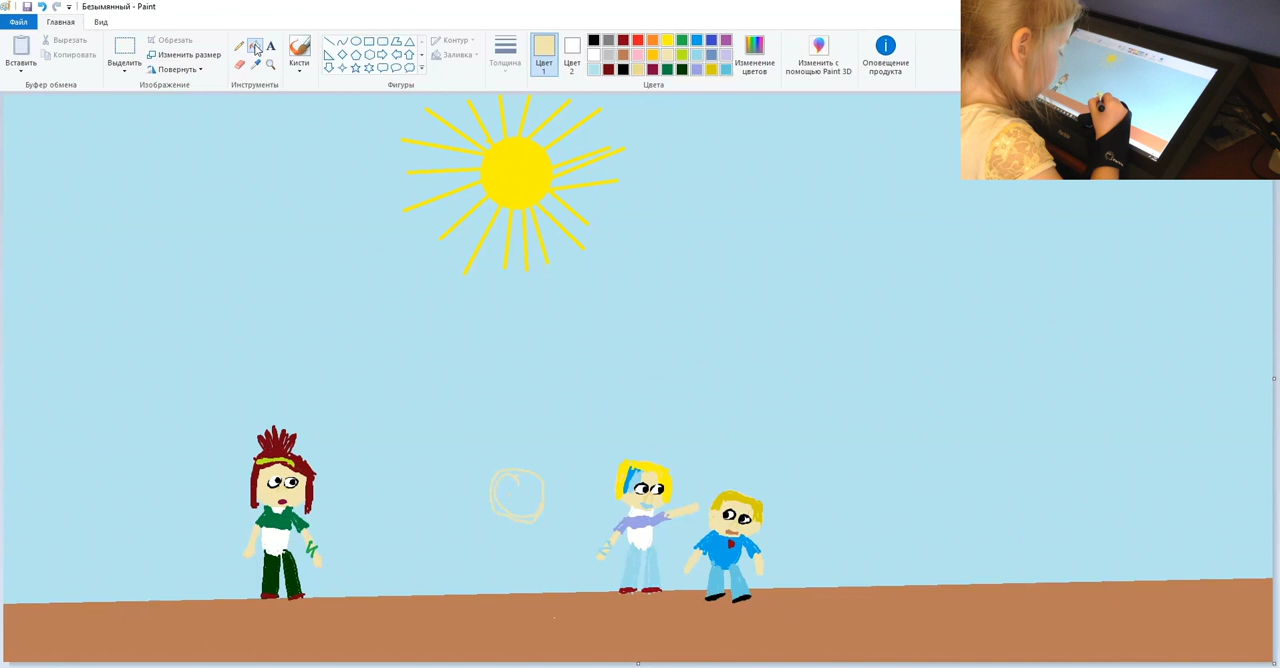 Безымянный - Paint
Файл Главная Вид
Вставить
Вырезать
Копировать
Буфер обмена
Выделить
Обрезать
Изменить размер
Повернуть
Изображение
A
Инструменты
Кисти
Контур
Заливка
Фигуры
Толщина
Цвет
1
Цвет
2
Изменение
цветов
Цвета
Изменить с
помощью Paint 3D
Оповещение
продукта